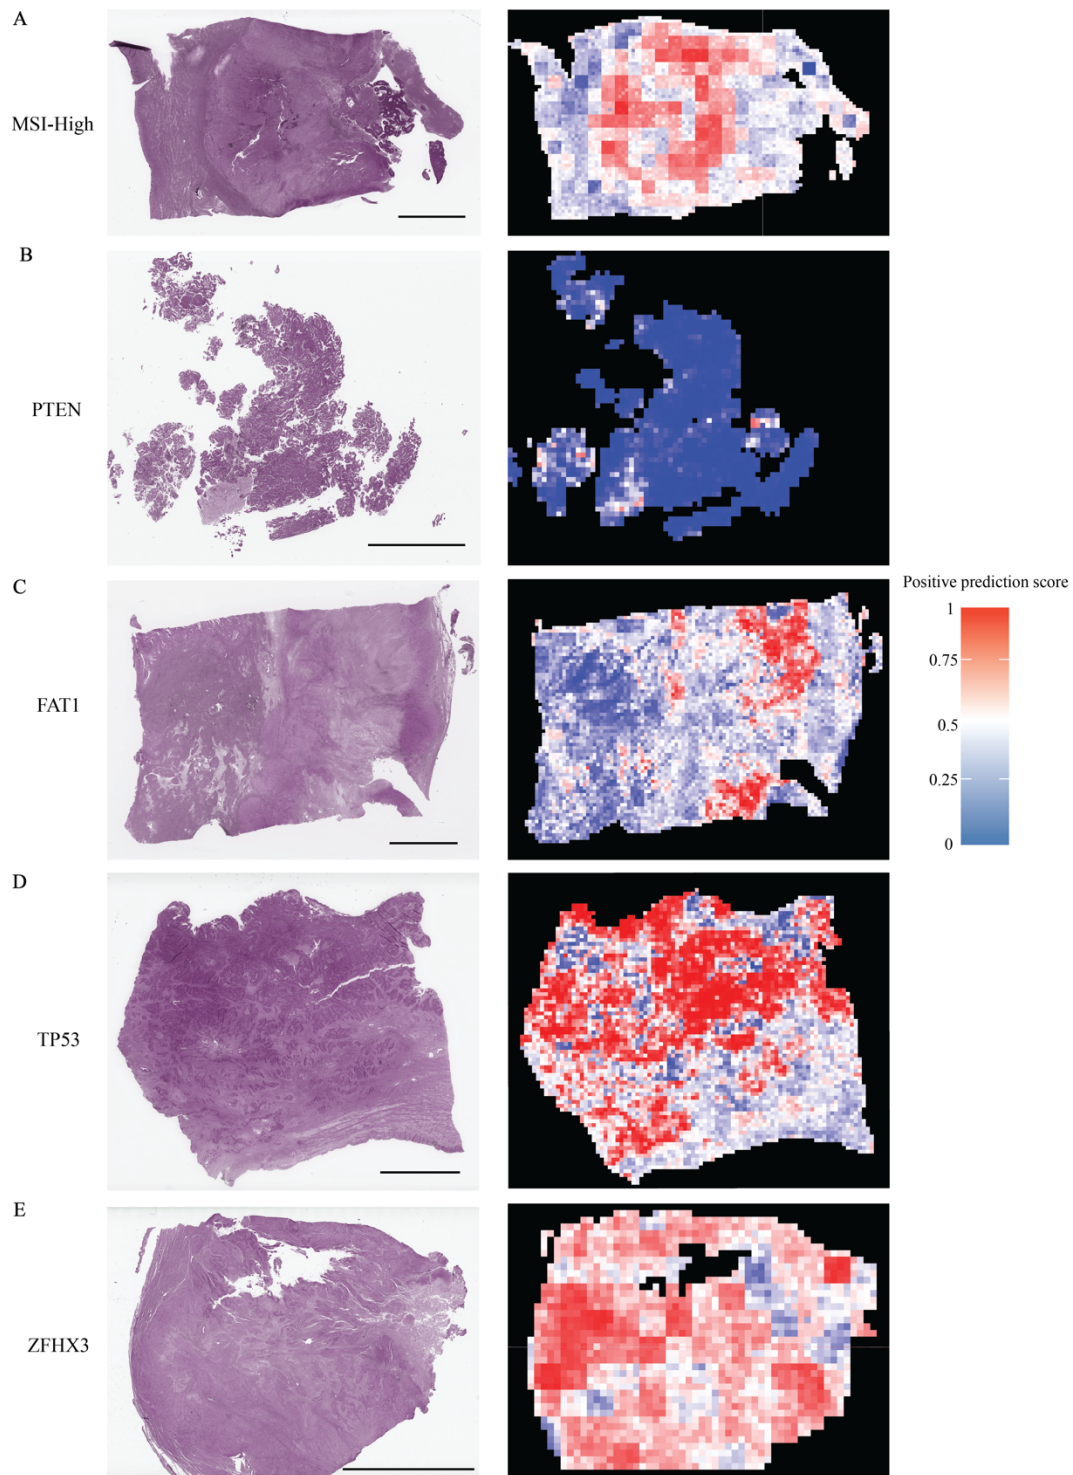 A
MSI-High
B
PTEN
C
FAT1
Positive prediction score
1
0.75
0.5
0.25
0
D
TP53
E
ZFHX3